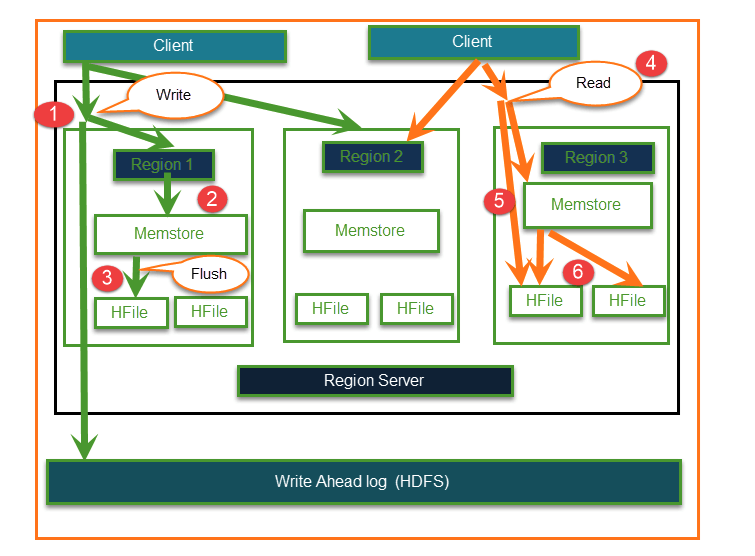 Client
Client
4
Read
Write
1
Region 1
Region 2
Region 3
2
5
Memstore
Memstore
Memstore
3
Flush
6
HFile
HFile
HFile
HFile
HFile
HFile
Region Server
Write Ahead log (HDFS)